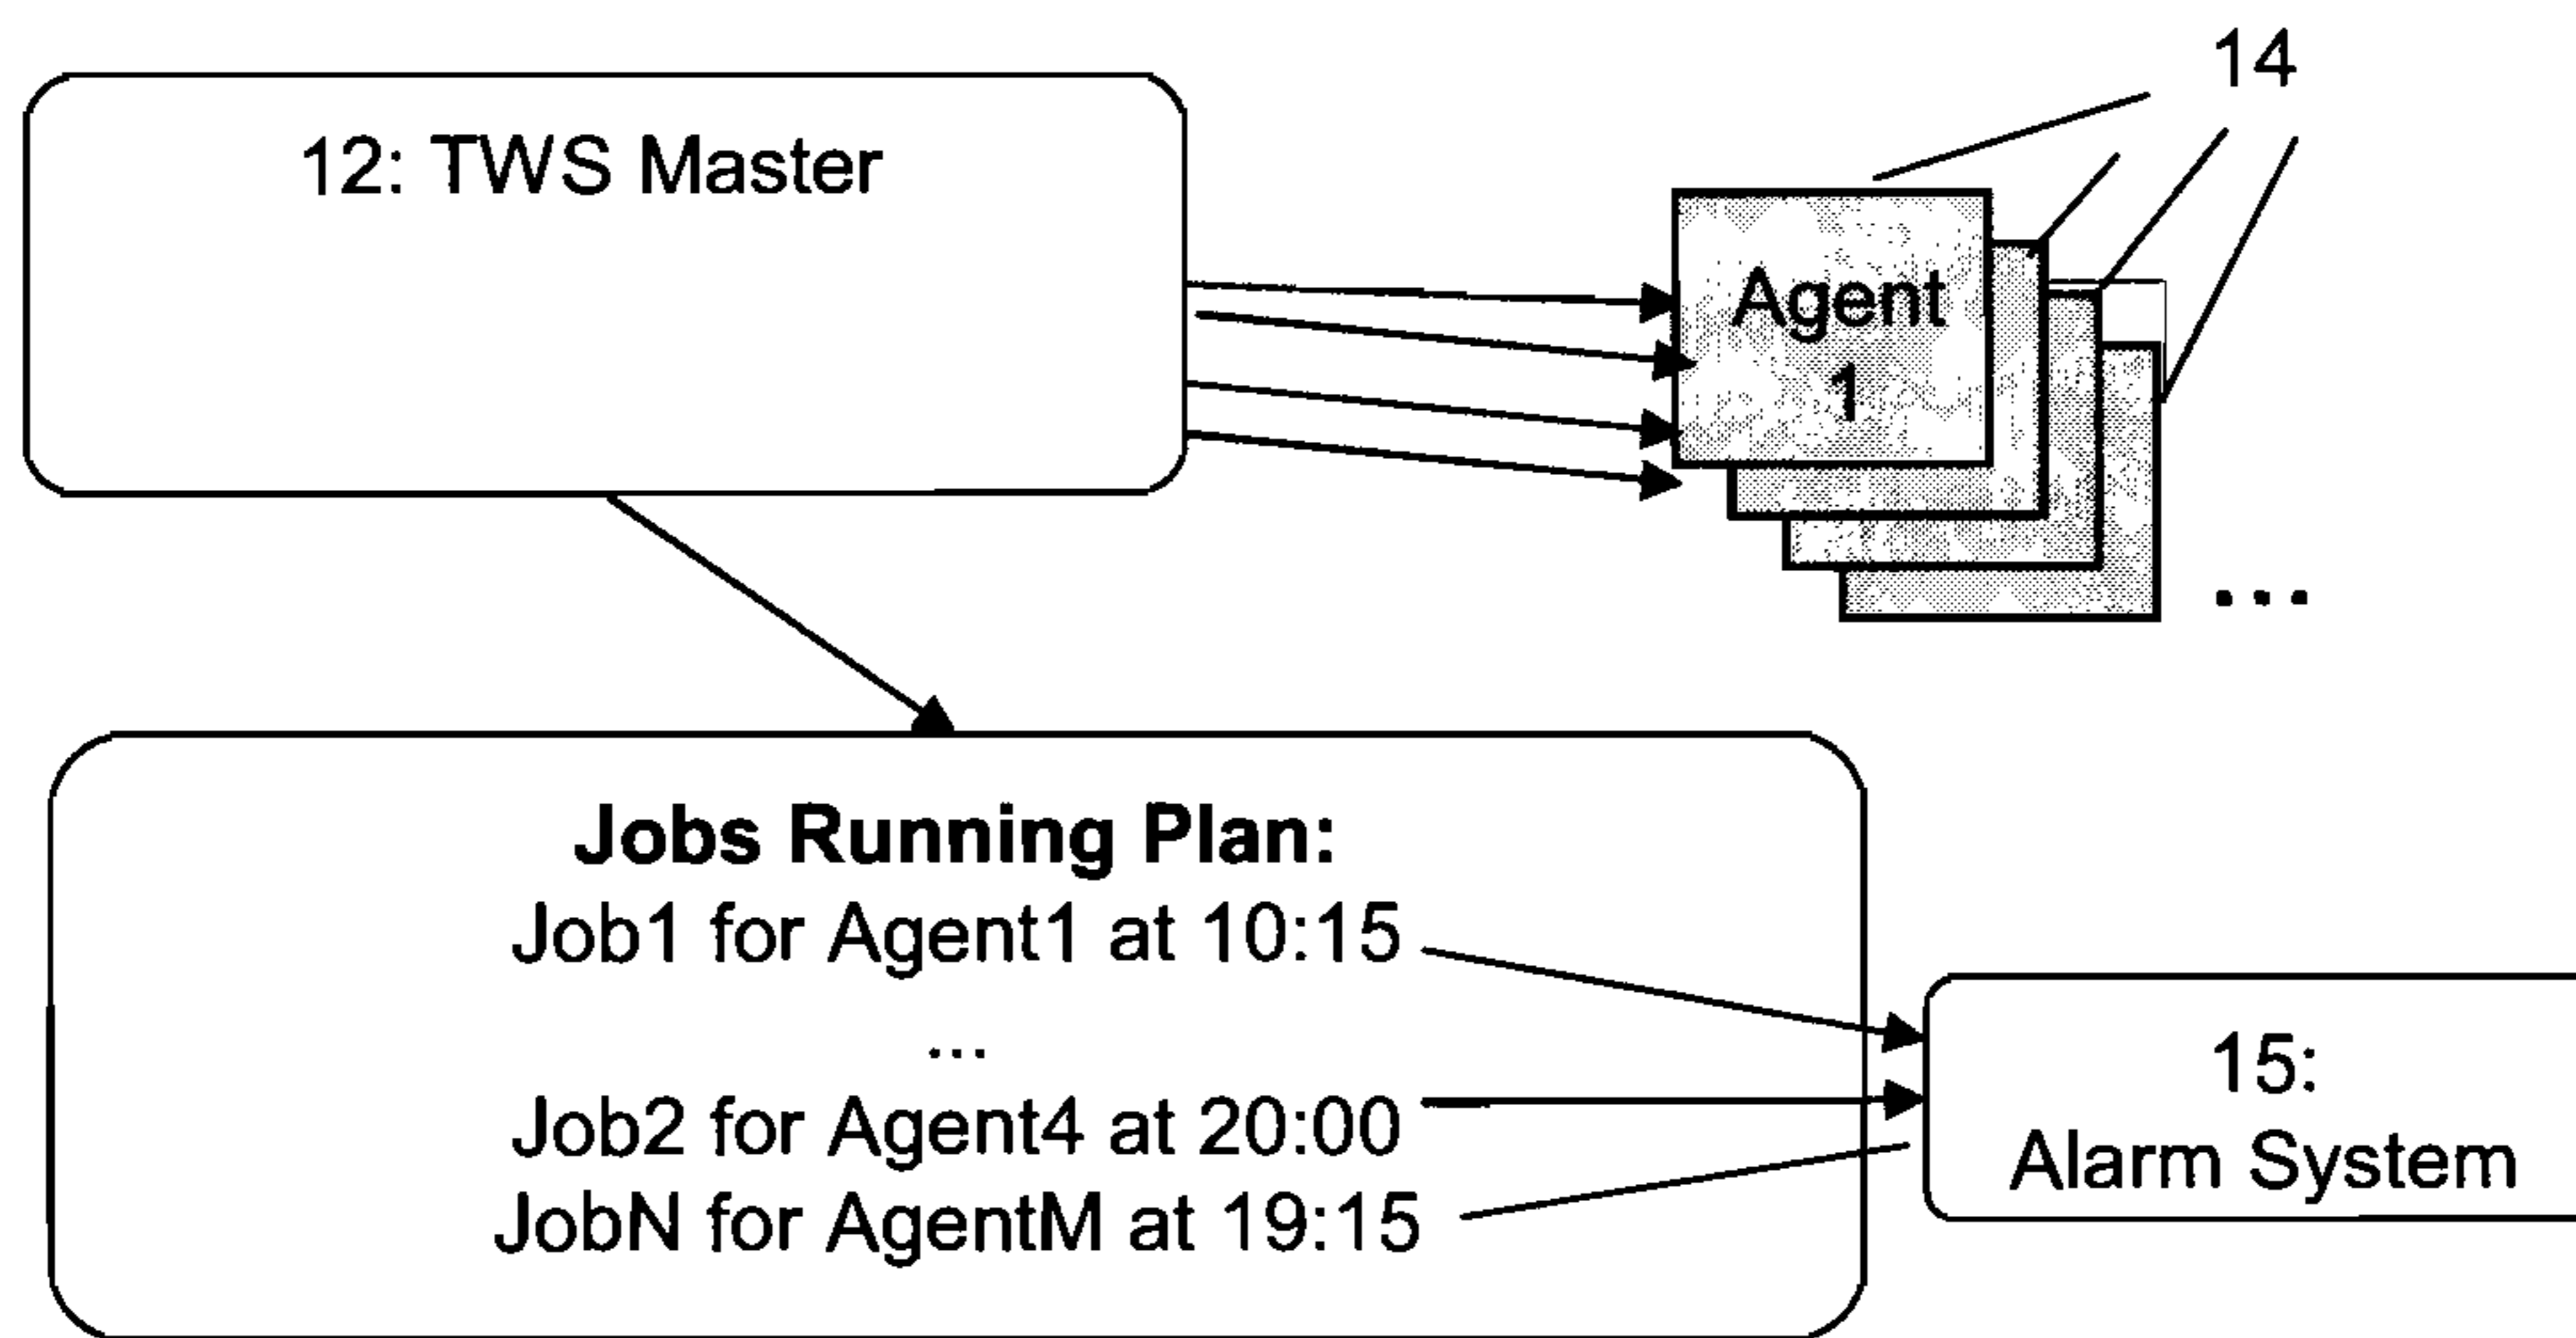 14
12: TWS Master
Agent
1
...
Jobs Running Plan:
Job1 for Agent1 at 10:15
...
Job2 for Agent4 at 20:00
JobN for AgentM at 19:15
15:
Alarm System